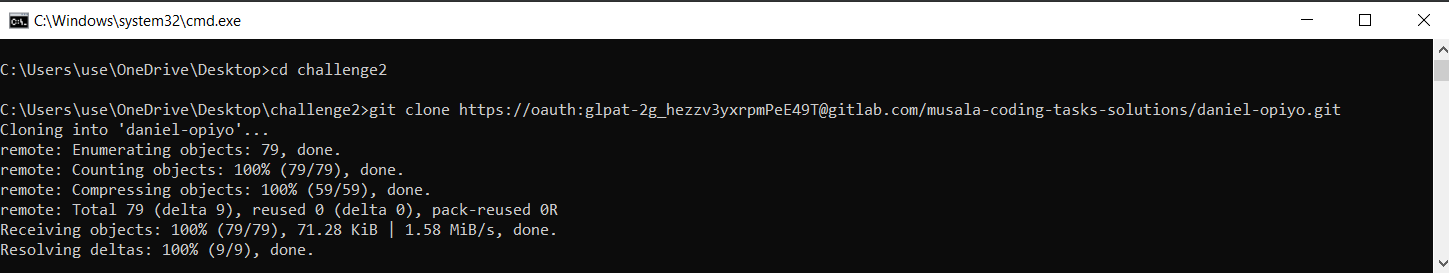 C:\Windows\system32\cmd.exe
C:\Users\use\OneDrive\Desktop>cd challenge2
C:\Users\use\OneDrive\Desktop\challenge2>git clone https://oauth:glpat-2g_hezzv3yxrpmPeE49T@gitlab.com/musala-coding-tasks-solutions/daniel-opiyo.git
Cloning into 'daniel-opiyo'...
remote: Enumerating objects: 79, done.
remote: Counting objects: 100% (79/79), done.
remote: Compressing objects: 100% (59/59), done.
remote: Total 79 (delta 9), reused 0 (delta 0), pack-reused 0R
Receiving objects: 100% (79/79), 71.28 KiB | 1.58 MiB/s, done.
Resolving deltas: 100% (9/9), done.